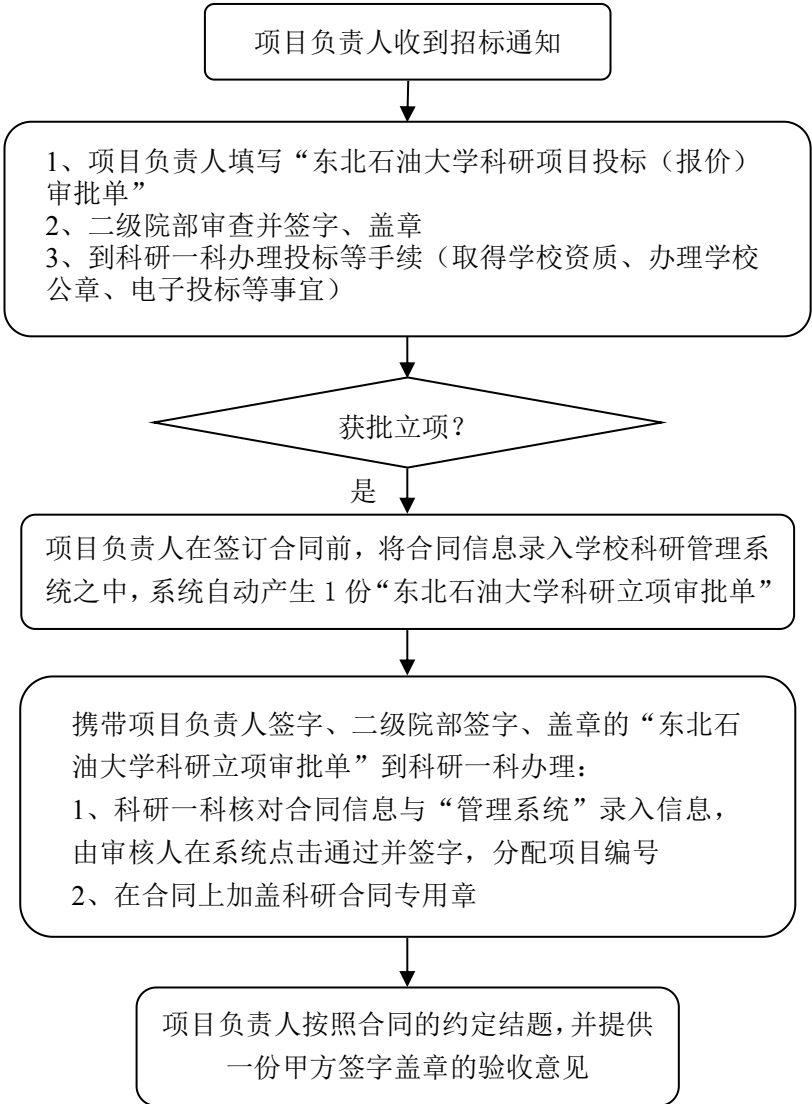 项目负责人收到招标通知
1、项目负责人填写“东北石油大学科研项目投标（报价）
审批单”
2、二级院部审查并签字、盖章
3、到科研一科办理投标等手续（取得学校资质、办理学校
公章、电子投标等事宜）
获批立项？
是
项目负责人在签订合同前，将合同信息录入学校科研管理系
统之中，系统自动产生 1 份“东北石油大学科研立项审批单”
携带项目负责人签字、二级院部签字、盖章的“东北石
油大学科研立项审批单”到科研一科办理：
1、科研一科核对合同信息与“管理系统”录入信息，
由审核人在系统点击通过并签字，分配项目编号
2、在合同上加盖科研合同专用章
项目负责人按照合同的约定结题，并提供
一份甲方签字盖章的验收意见